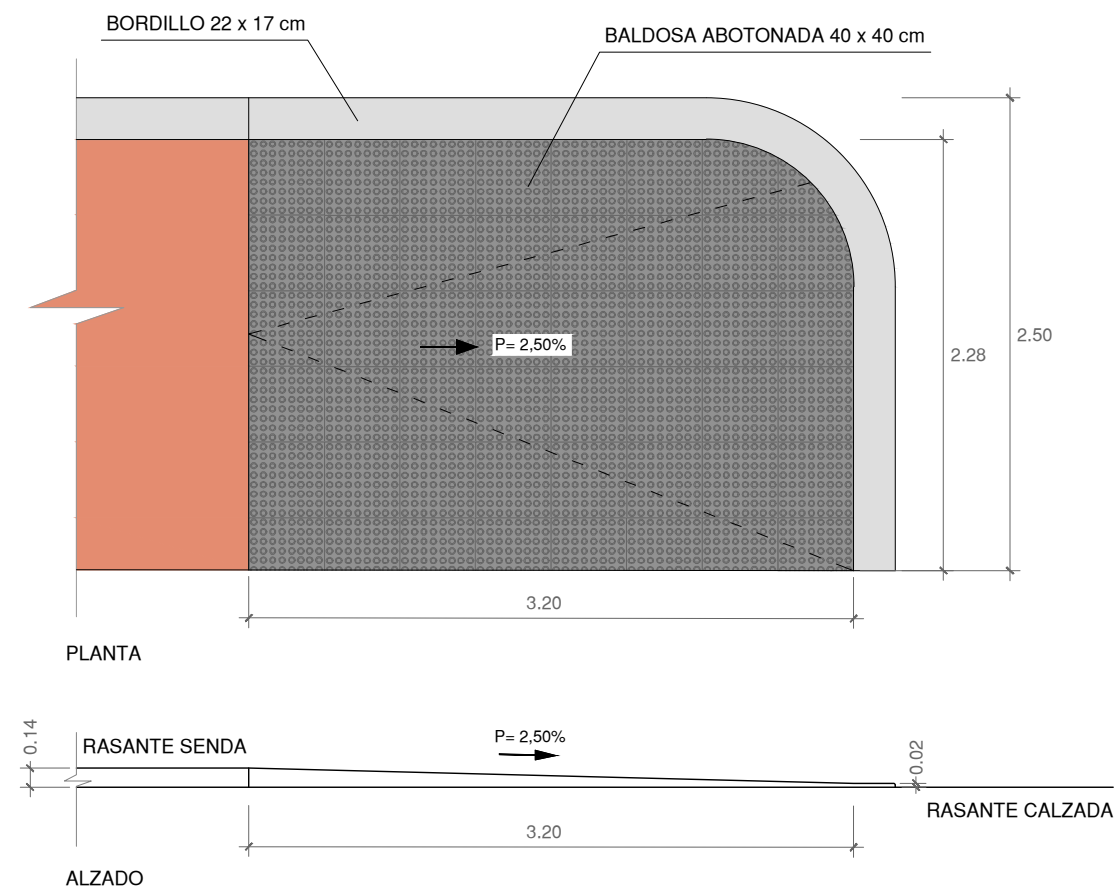 BORDILLO 22 x 17 cm
BALDOSA ABOTONADA 40 x 40 cm
P= 2,50%
2.28
2.50
3.20
PLANTA
0.14
RASANTE SENDA
P= 2,50%
0.02
RASANTE CALZADA
3.20
ALZADO